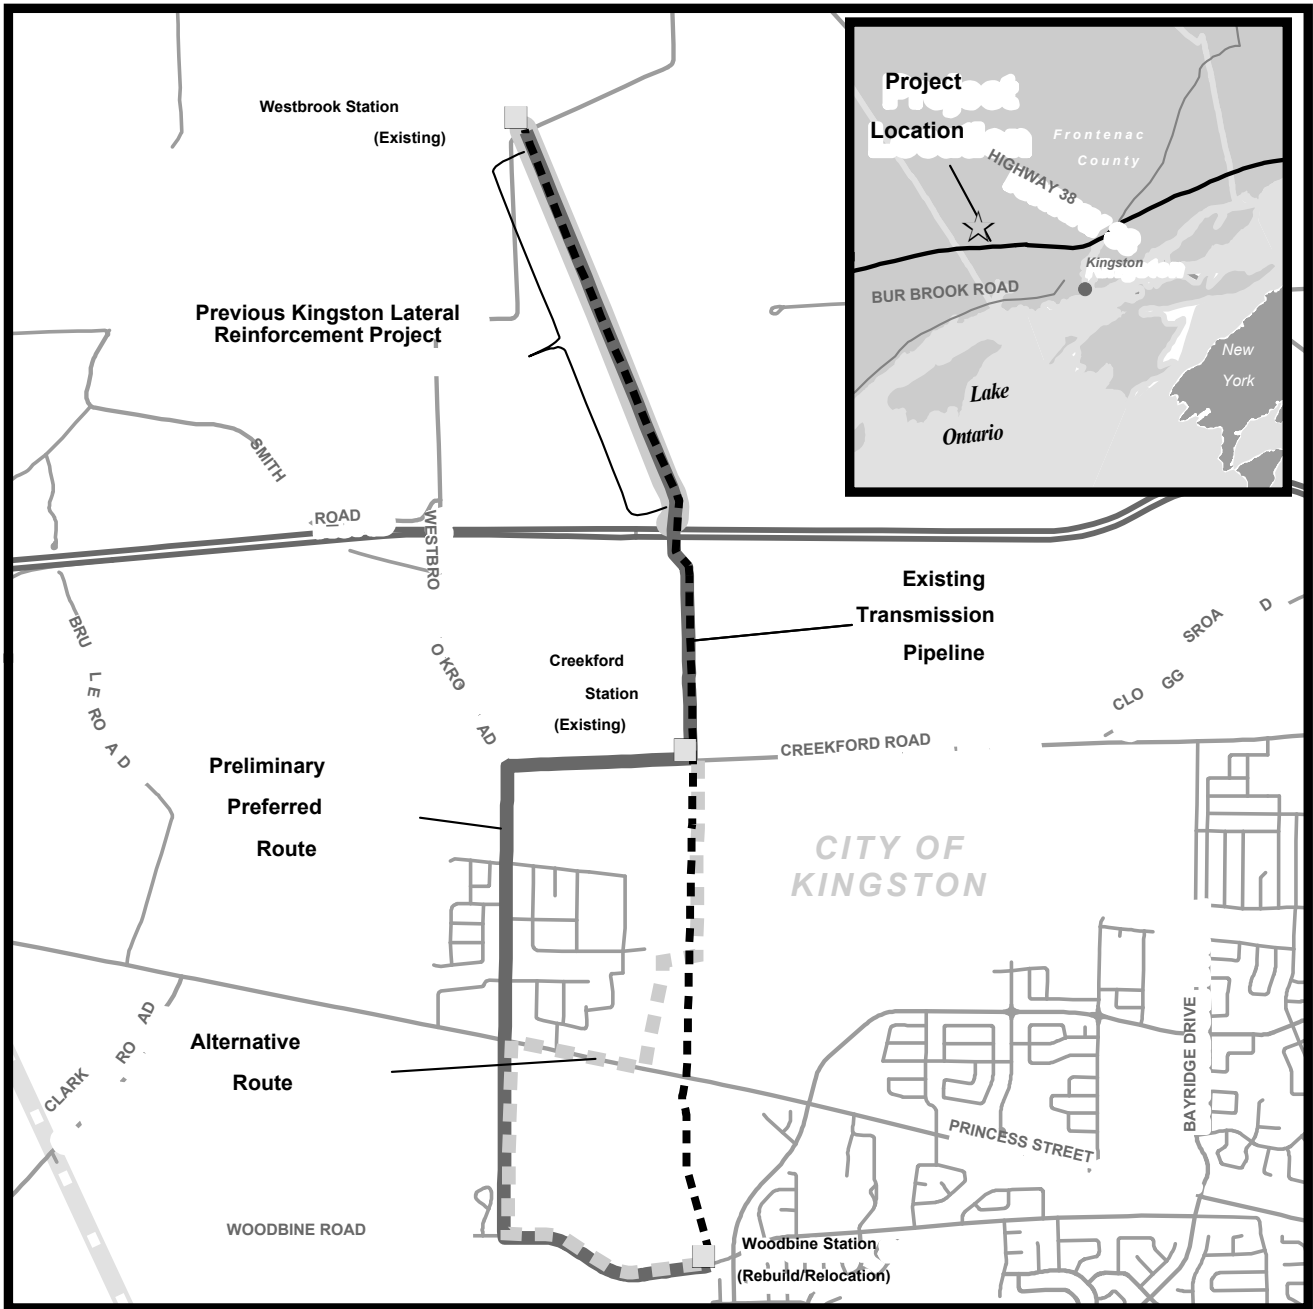 Westbrook Station
(Existing)
Project
Location
Frontenac
County
HIGHWAY 38
Kingston
BUR BROOK ROAD
New
York
Lake
Ontario
Previous Kingston Lateral
Reinforcement Project
SMITH
ROAD
WESTBRO
OKRO AD
BRU LE RO A D
Existing
Transmission
Pipeline
SROA D
CLO GG
Creekford
Station
(Existing)
CREEKFORD ROAD
Preliminary
Preferred
Route
CITY OF
KINGSTON
Alternative
Route
CLARK RO AD
BAYRIDGE DRIVE
PRINCESS STREET
WOODBINE ROAD
Woodbine Station
(Rebuild/Relocation)